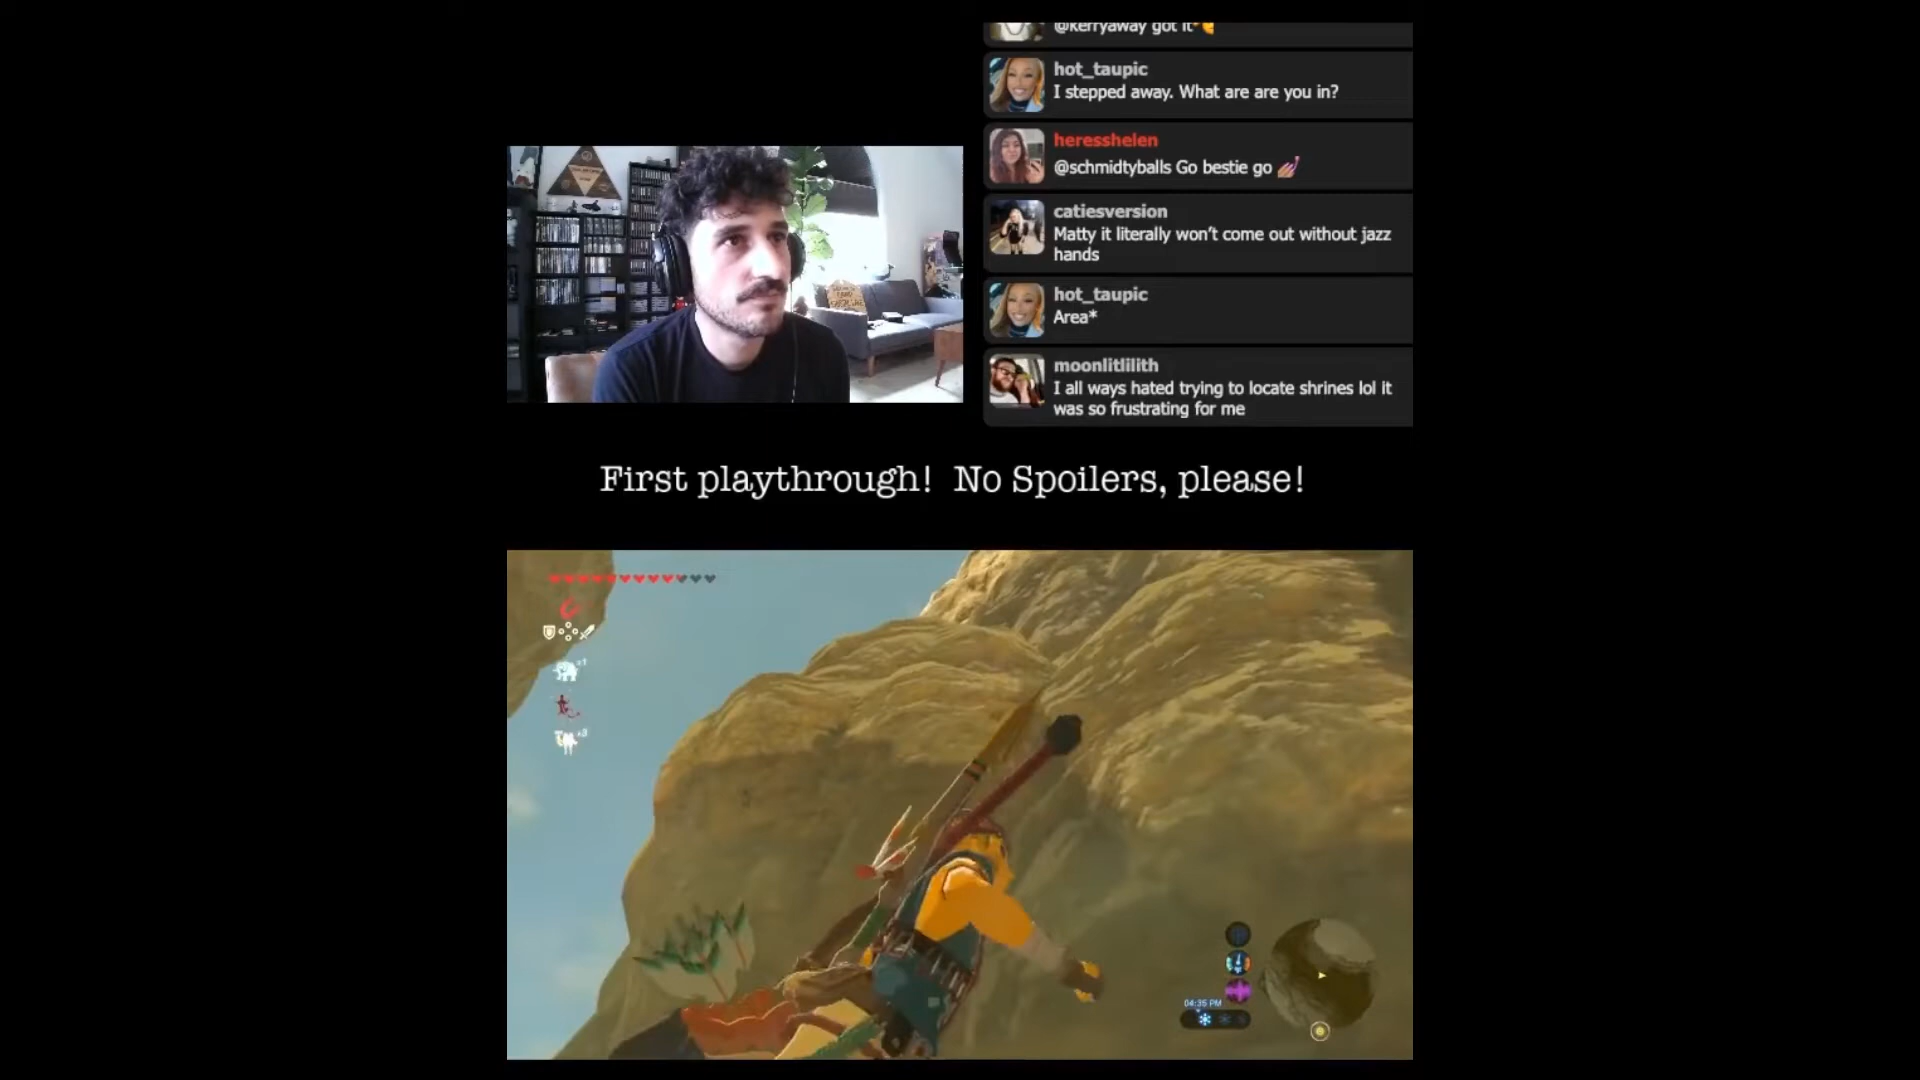 @kerryaway got it
hot_taupic
I stepped away. What are are you in?
heresshelen
@schmidtyballs Go bestie go
catiesversion
Matty it literally won't come out without jazz
hands
hot_taupic
Area*
moonlitlilith
I all ways hated trying to locate shrines lol it
was so frustrating for me
First playthrough! No Spoilers, please!
x1
x3
04:35 PM